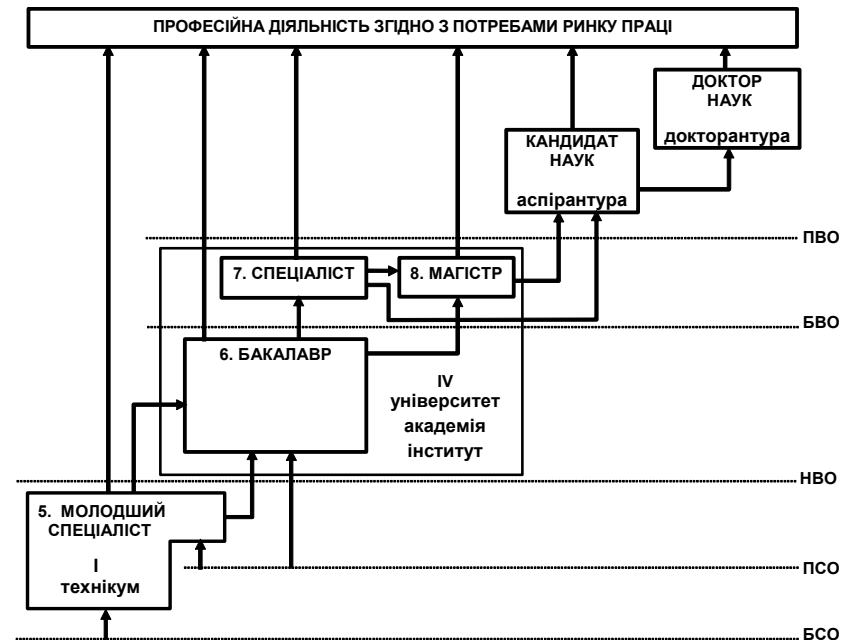 ПРОФЕСІЙНА ДІЯЛЬНІСТЬ ЗГІДНО З ПОТРЕБАМИ РИНКУ ПРАЦІ
ДОКТОР
НАУК
докторантура
КАНДИДАТ
НАУК
аспірантура
ПВО
7. СПЕЦІАЛІСТ
8. МАГІСТР
БВО
6. БАКАЛАВР
IV
університет
академія
інститут
НВО
5. МОЛОДШИЙ
СПЕЦІАЛІСТ
І
технікум
ПСО
БСО